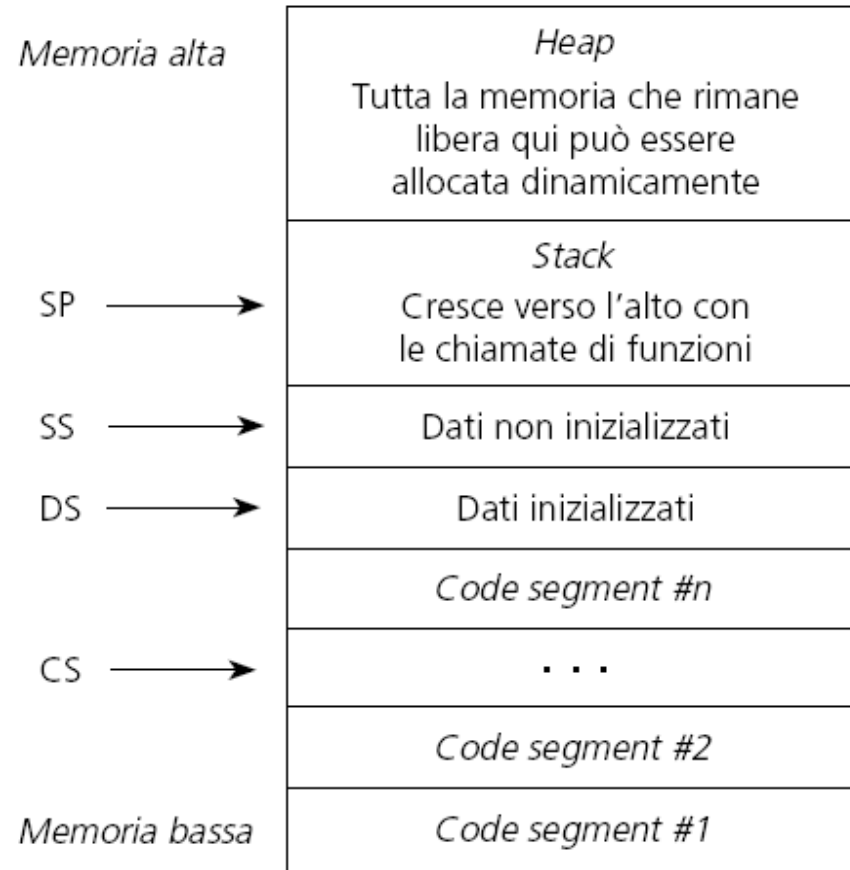 Memoria alta
Heap
Tutta la memoria che rimane
libera qui può essere
allocata dinamicamente
Stack
SP
Cresce verso l'alto con
le chiamate di funzioni
SS
Dati non inizializzati
DS
Dati inizializzati
Code segment #n
CS
. . .
Code segment #2
Memoria bassa
Code segment #1